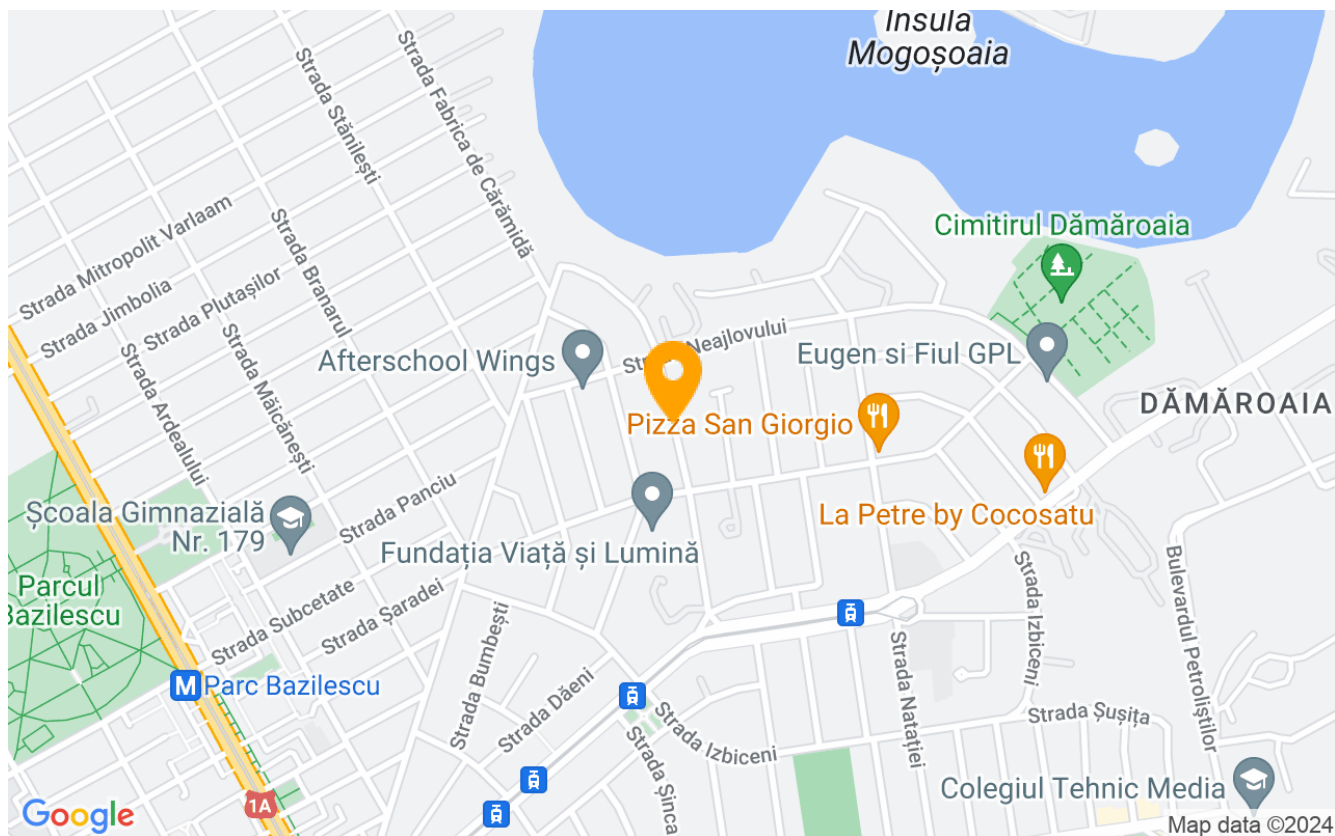 Insula
Mogoșoaia
Strada Stănilești
Strada Fabrica de Cărămidă
Strada Mitropolit Varlaam
Strada Jimbolia
Strada Plutașilor
Strada Branarul
Cimitirul Dămăroaia
Strada Neajlovului
Afterschool Wings
Eugen si Fiul GPL
Strada Ardealului
Strada Măicănești
Pizza San Giorgio
DĂMĂROAIA
La Petre by Cocosatu
Școala Gimnazială
Nr. 179
Strada Panciu
Fundația Viață și Lumină
Parcul
Bazilescu
Strada Subcetate
Strada Șaradei
Strada Bumbești
Strada Izbiceni
Bulevardul Petroliștilor
M Parc Bazilescu
Strada Dăeni
Strada Natației
Strada Izbiceni
Strada Șușița
Strada Șinca
Colegiul Tehnic Media
1A
Google
Map data ©2024